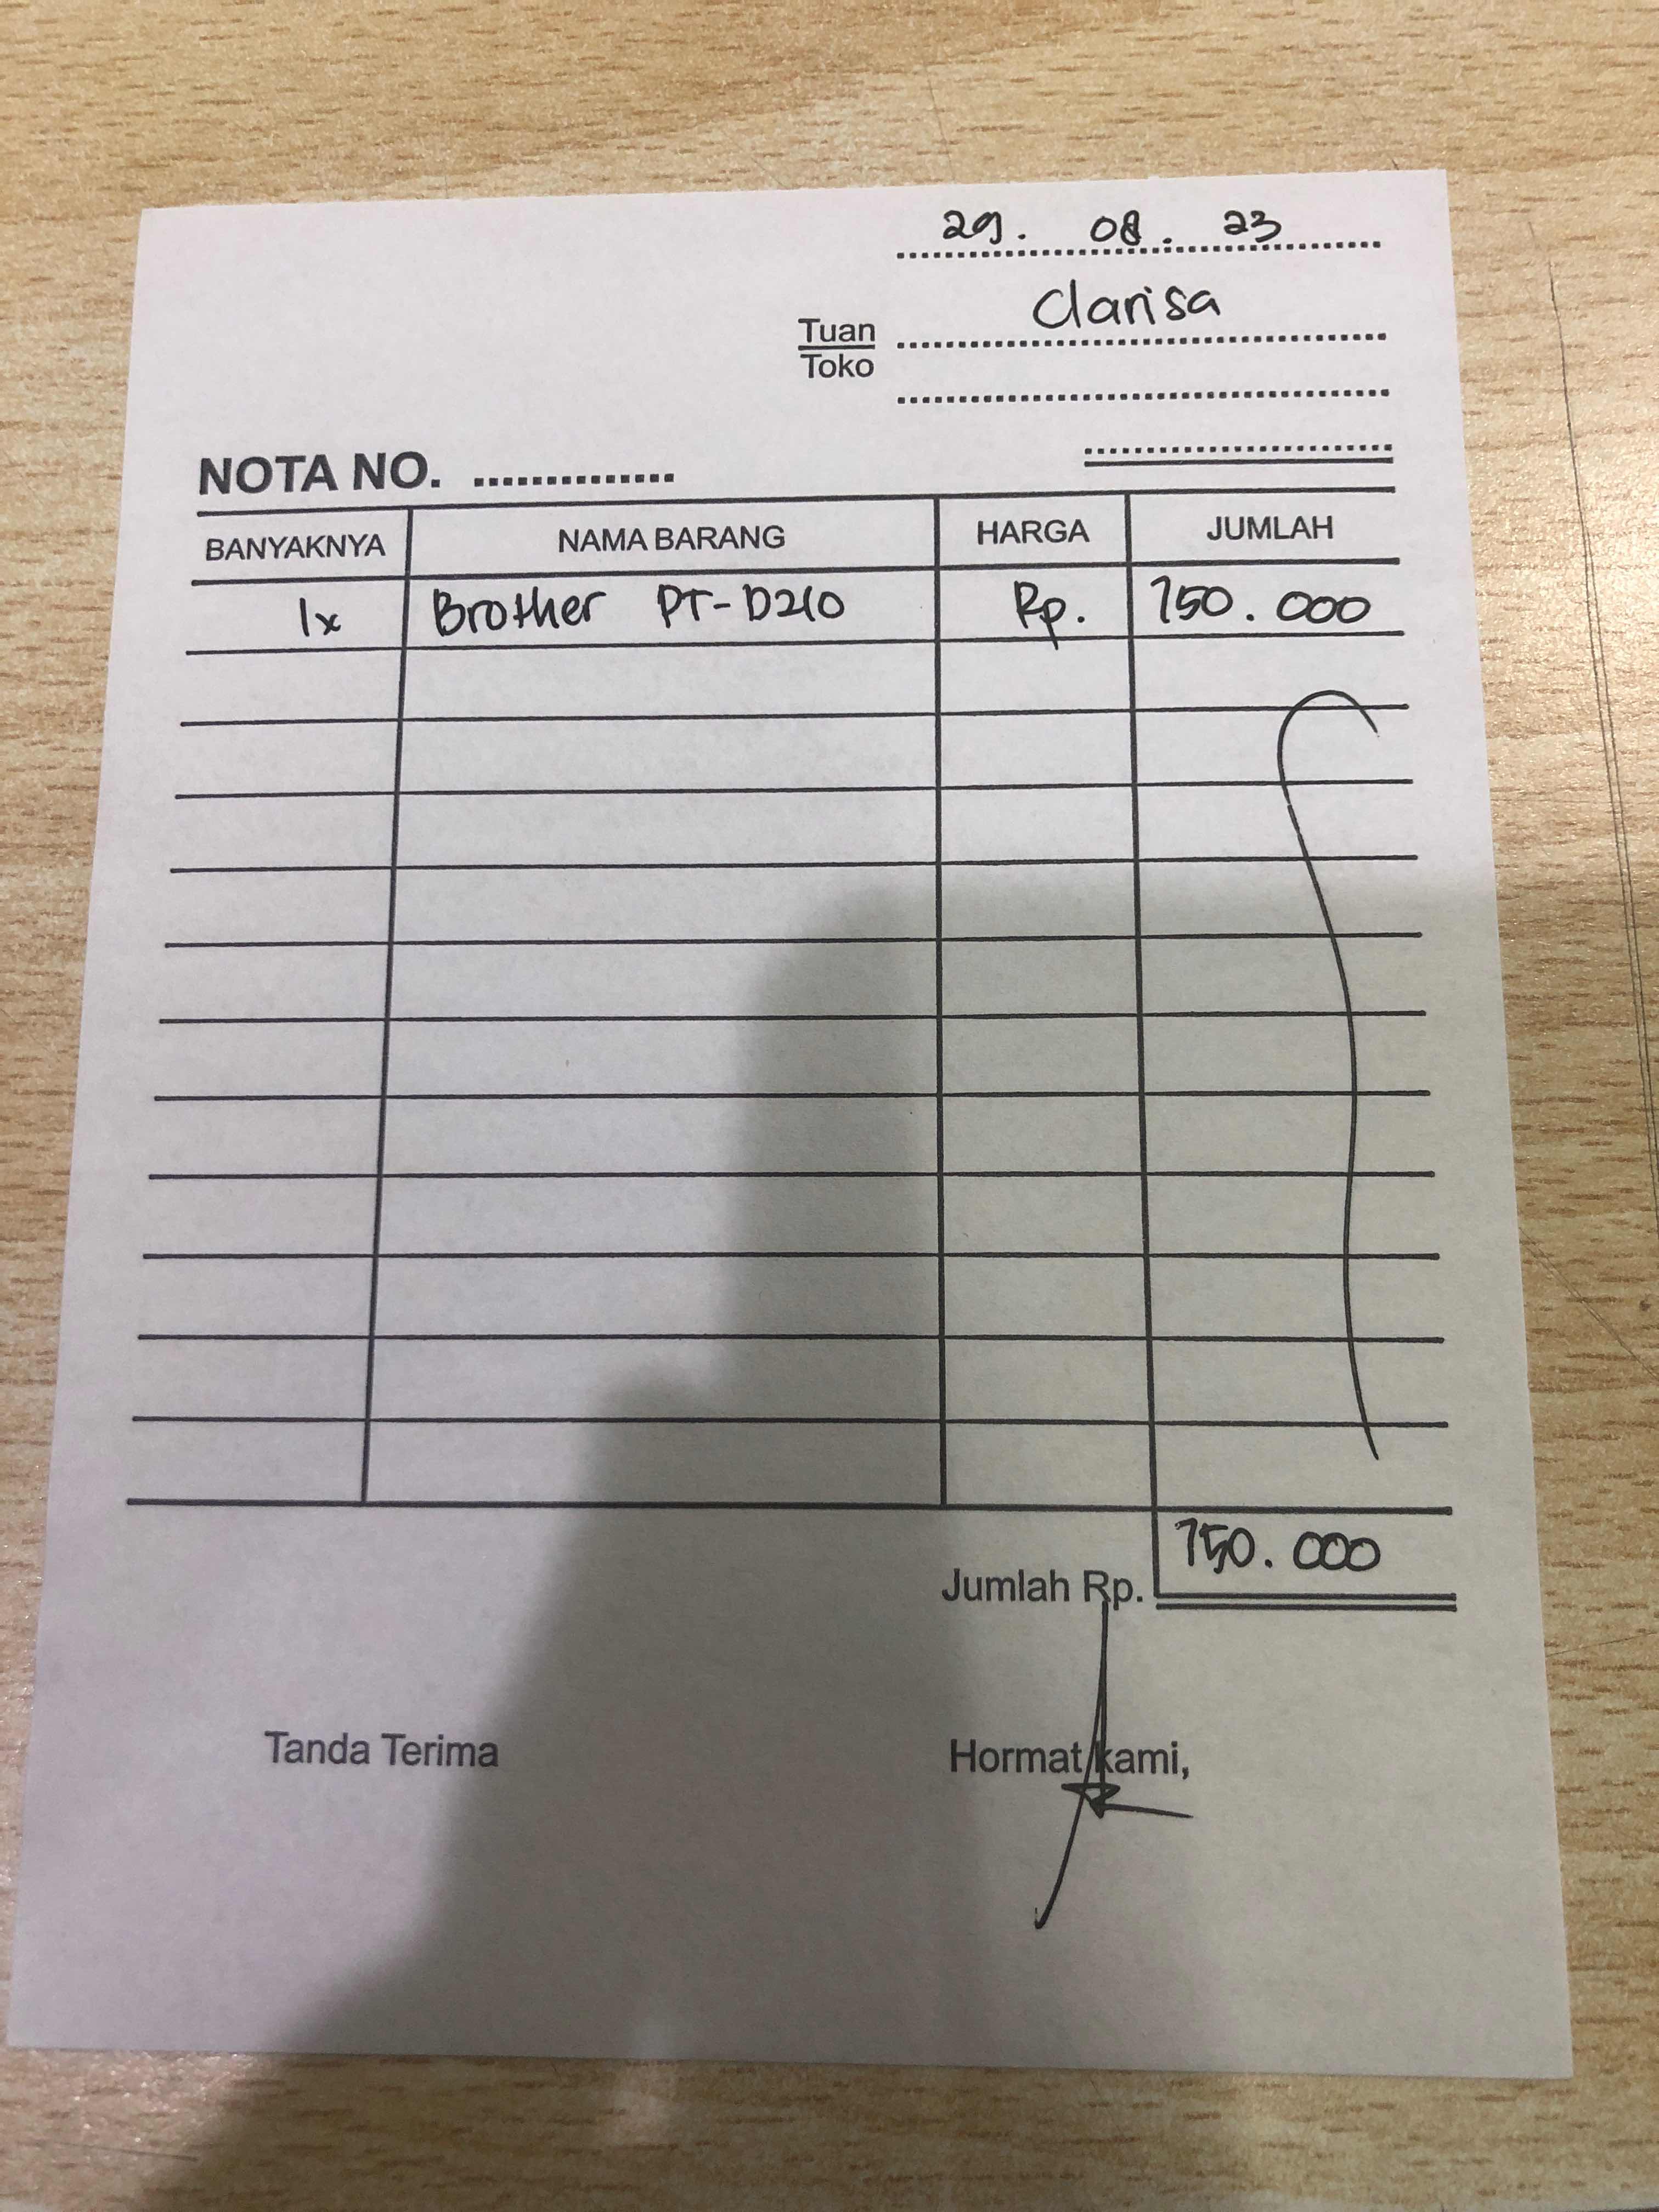 29. 08. 23
Clarisa
Tuan
Toko
NOTA NO. ..............
BANYAKNYA NAMA BARANG HARGA JUMLAH
1x Brother PT-D210 Rp. 750.000
Jumlah Rp. 750.000
Tanda Terima Hormat kami,